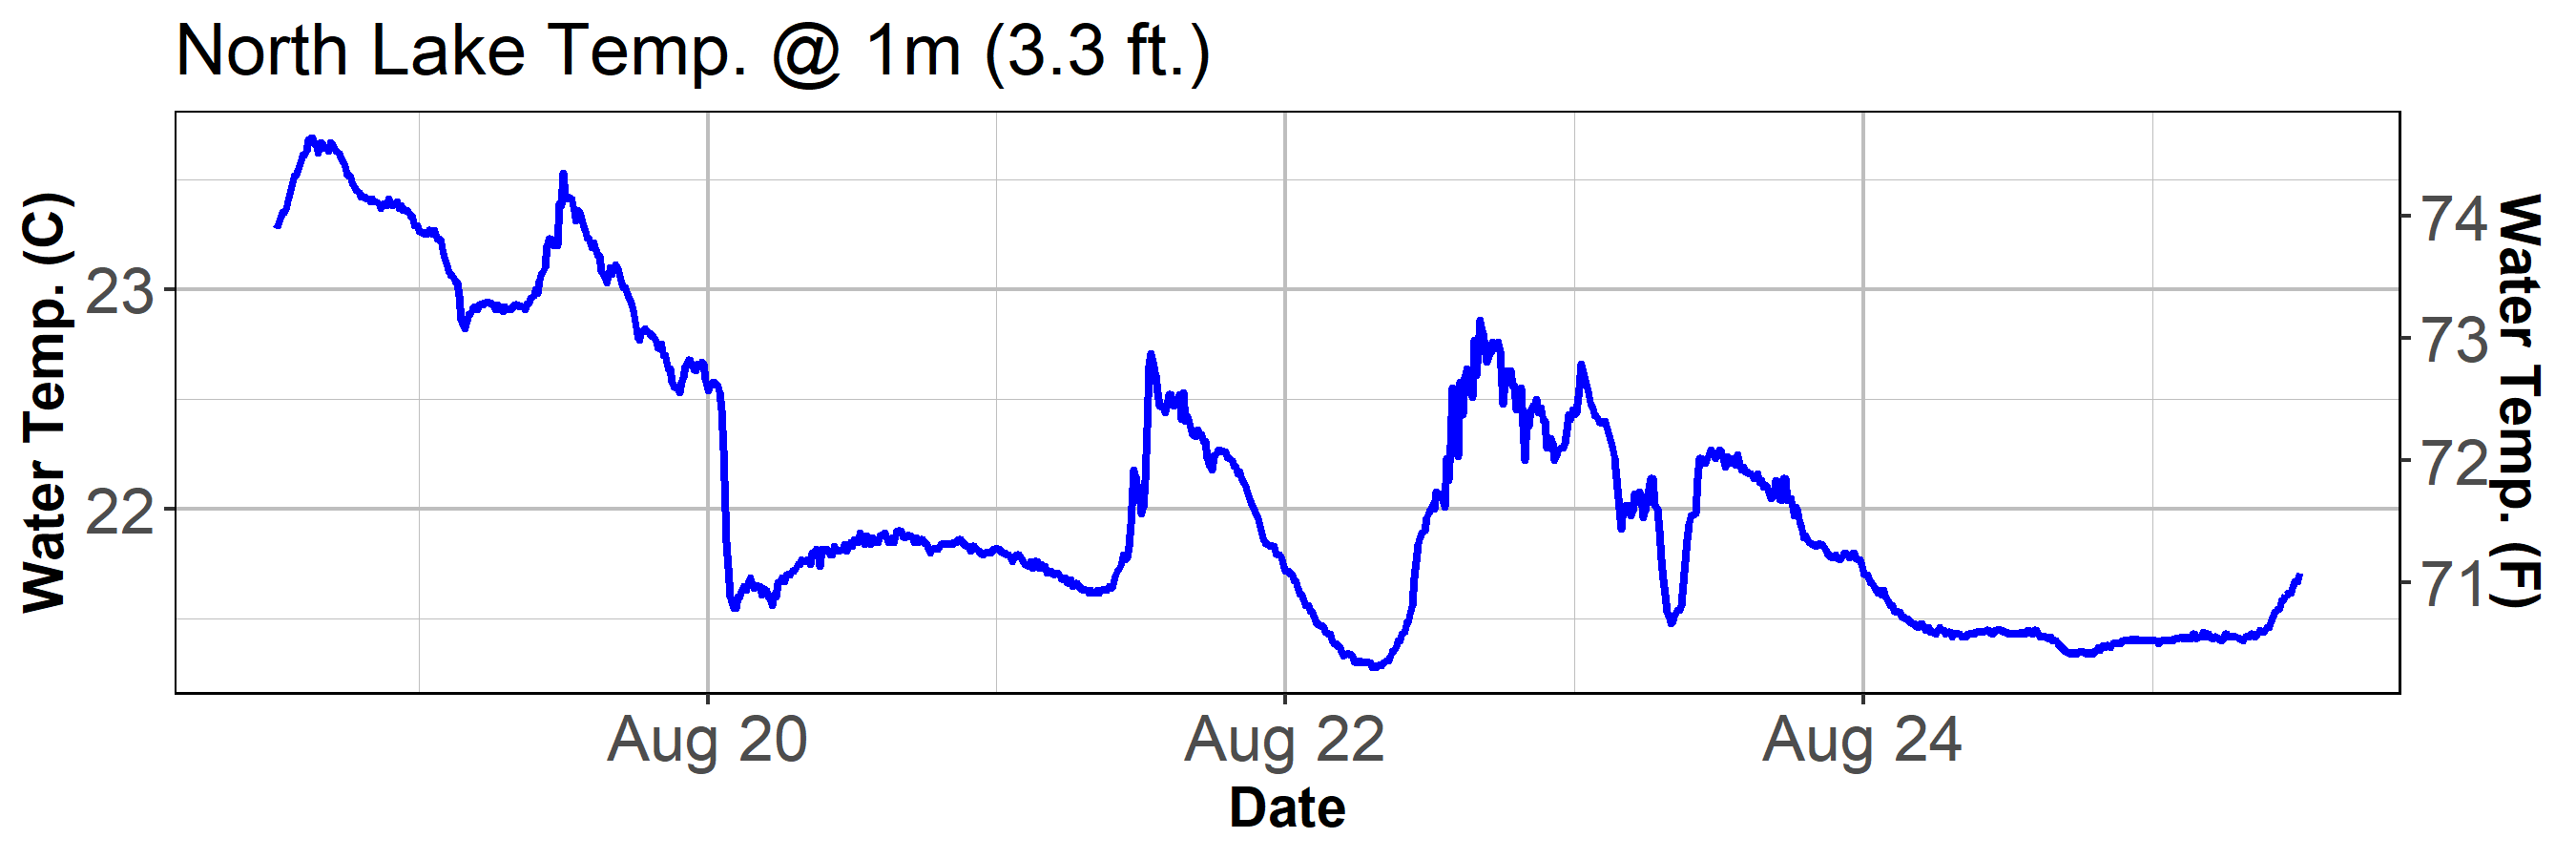 North Lake Temp. @ 1m (3.3 ft.)
Water Temp. (C)
23
22
74
73
72
71
Water Temp. (F)
Aug 20 Aug 22 Aug 24
Date